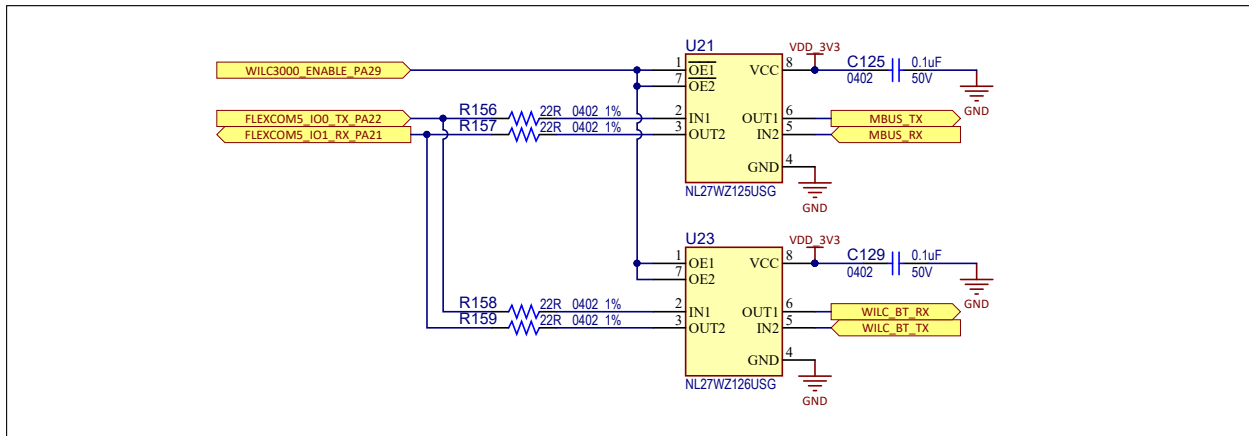 U21
VDD_3V3
WILC3000_ENABLE_PA29
1 OE1 VCC 8 C125 0.1uF
7 OE2 0402 50V
GND
FLEXCOM5_IO0_TX_PA22 R156 22R 0402 1% 2 IN1 OUT1 6 MBUS_TX
FLEXCOM5_IO1_RX_PA21 R157 22R 0402 1% 3 OUT2 IN2 5 MBUS_RX
GND 4
NL27WZ125USG
GND
U23
VDD_3V3
1 OE1 VCC 8 C129 0.1uF
7 OE2 0402 50V
GND
R158 22R 0402 1% 2 IN1 OUT1 6 WILC_BT_RX
R159 22R 0402 1% 3 OUT2 IN2 5 WILC_BT_TX
GND 4
NL27WZ126USG
GND